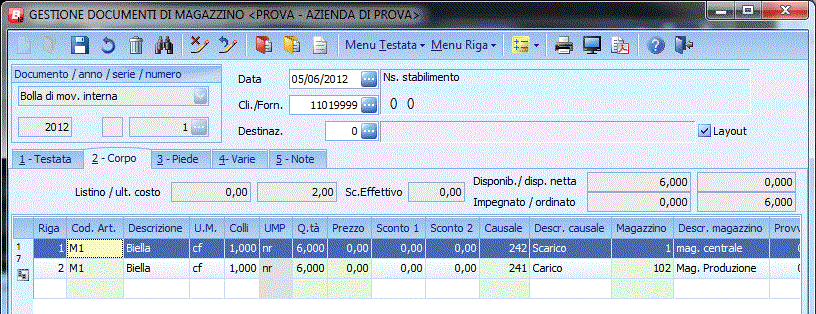 GESTIONE DOCUMENTI DI MAGAZZINO <PROVA - AZIENDA DI PROVA>
Menu Testata Menu Riga
Documento / anno / serie / numero
Bolla di mov. interna
2012 1
Data 05/06/2012 Ns. stabilimento
Cli./Forn. 11019999 0 0
Destinaz. 0 Layout
1 - Testata 2 - Corpo 3 - Piede 4- Varie 5 - Note
Listino / ult. costo 0,00 2,00 Sc.Effettivo 0,00
Disponib./ disp. netta 6,000 0,000
Impegnato / ordinato 0,000 6,000
Riga Cod. Art. Descrizione U.M. Colli UMP Q.tà Prezzo Sconto 1 Sconto 2 Causale Descr. causale Magazzino Descr. magazzino Provv
1 M1 Biella cf 1,000 nr 6,000 0,00 0,00 0,00 242 Scarico 1 mag. centrale
2 M1 Biella cf 1,000 nr 6,000 0,00 0,00 0,00 241 Carico 102 Mag. Produzione
1
7